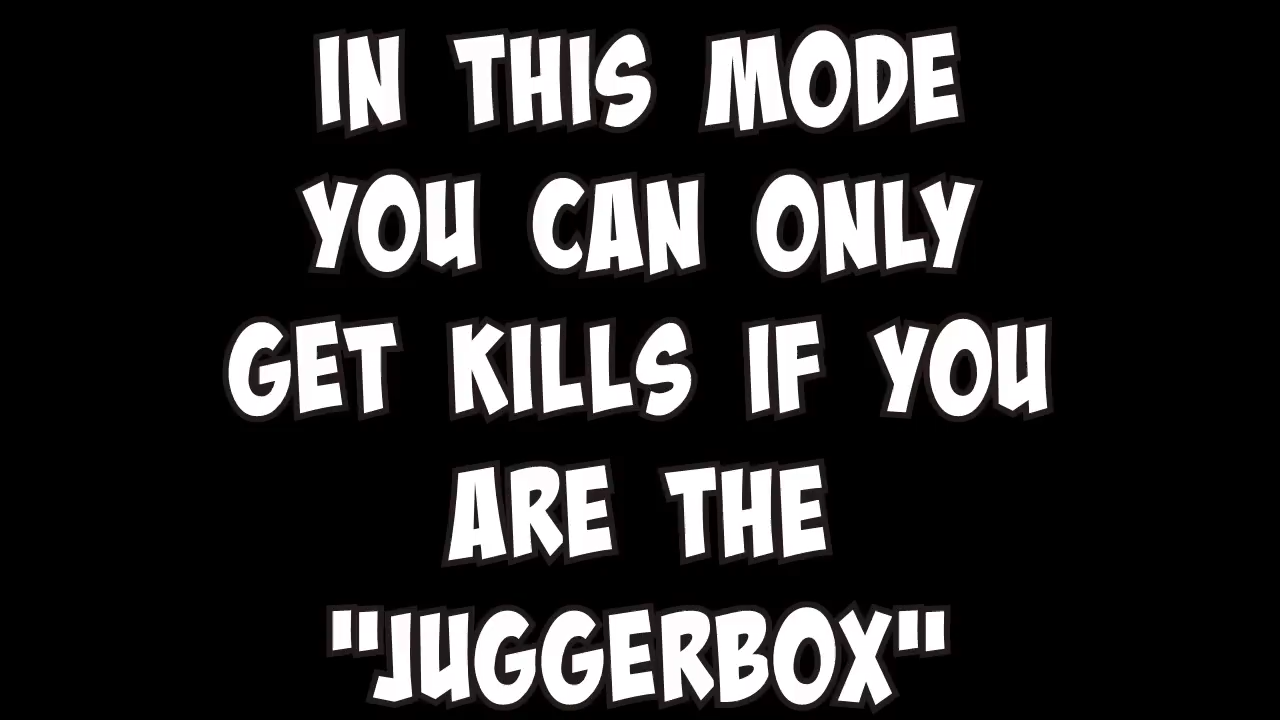 IN THIS MODE
YOU CAN ONLY
GET KILLS IF YOU
ARE THE
"JUGGERBOX"